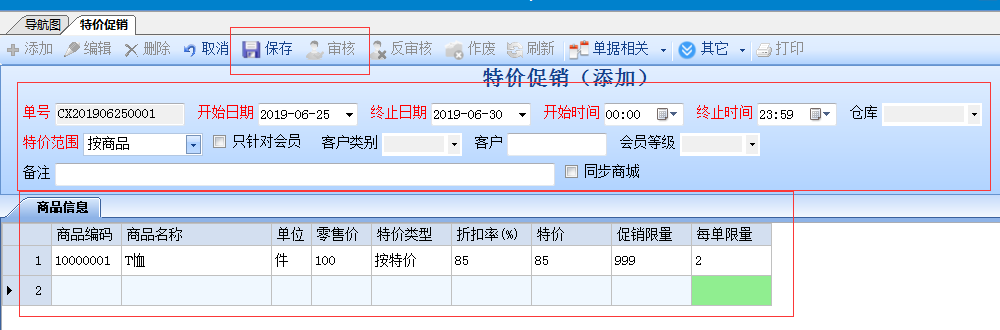 导航图 特价促销
添加 编辑 删除 取消 保存 审核 反审核 作废 刷新 单据相关 其它 打印
特价促销（添加）
单号 CX201906250001 开始日期 2019-06-25 终止日期 2019-06-30 开始时间 00:00 终止时间 23:59 仓库
特价范围 按商品 只针对会员 客户类别 客户 会员等级
备注 同步商城
商品信息
商品编码 商品名称 单位 零售价 特价类型 折扣率(%) 特价 促销限量 每单限量
1 10000001 T恤 件 100 按特价 85 85 999 2
2